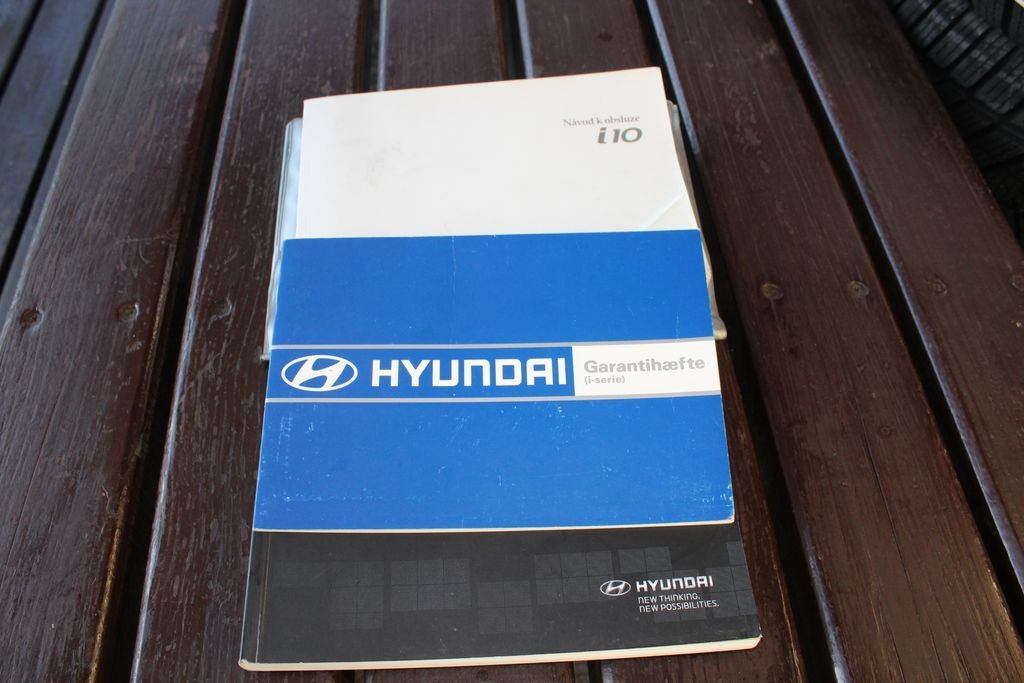 Návod k obsluze
i10
HYUNDAI
Garantihæfte
(i-serie)
HYUNDAI
NEW THINKING.
NEW POSSIBILITIES.